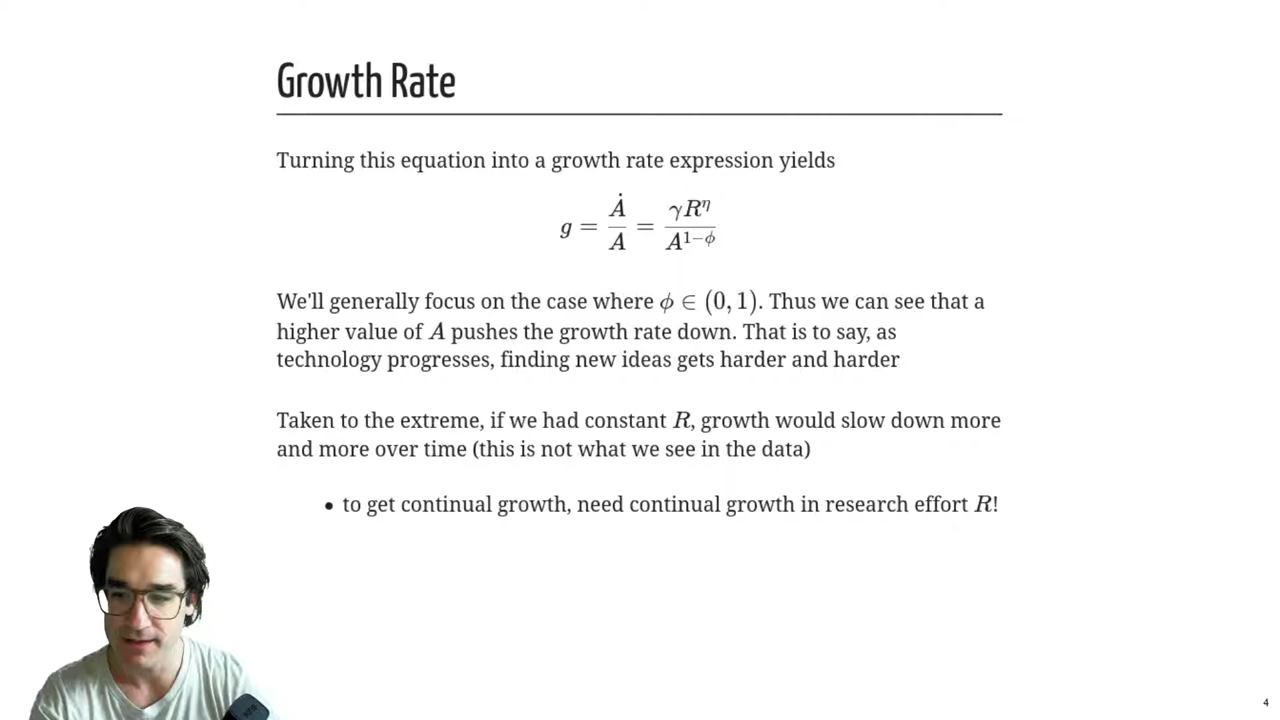 Growth Rate
Turning this equation into a growth rate expression yields
g = Ȧ/A = γR^η / A^{1−ϕ}
We'll generally focus on the case where ϕ ∈ (0, 1). Thus we can see that a
higher value of A pushes the growth rate down. That is to say, as
technology progresses, finding new ideas gets harder and harder
Taken to the extreme, if we had constant R, growth would slow down more
and more over time (this is not what we see in the data)
• to get continual growth, need continual growth in research effort R!
4